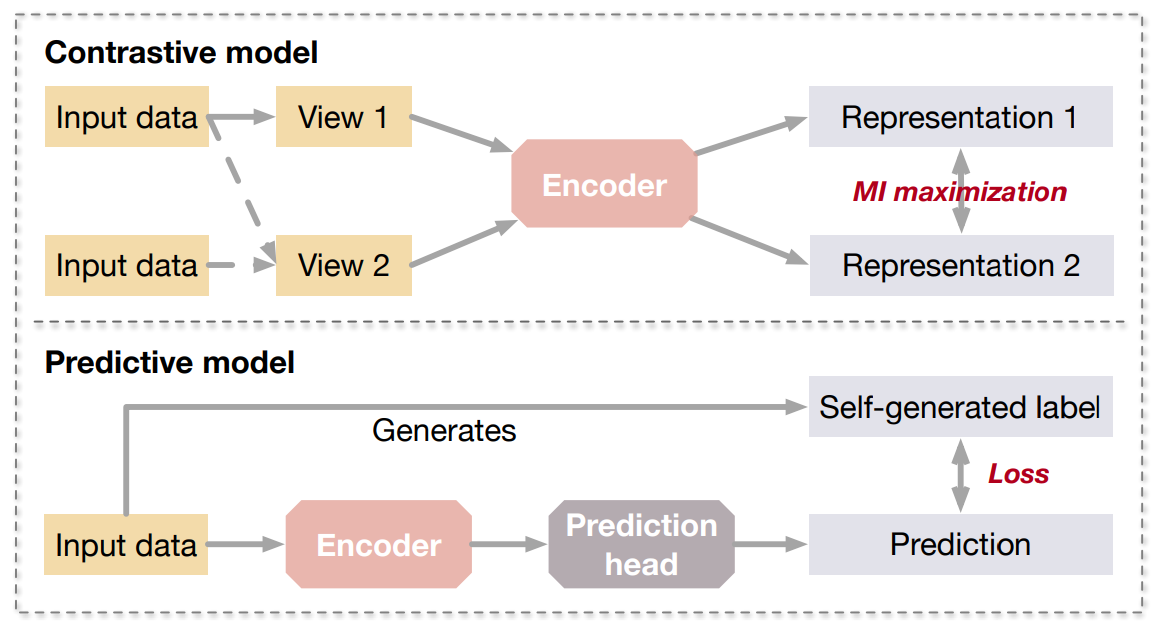 Contrastive model
Input data
View 1
Representation 1
Encoder
MI maximization
Input data
View 2
Representation 2
Predictive model
Self-generated label
Generates
Loss
Input data
Encoder
Prediction
head
Prediction